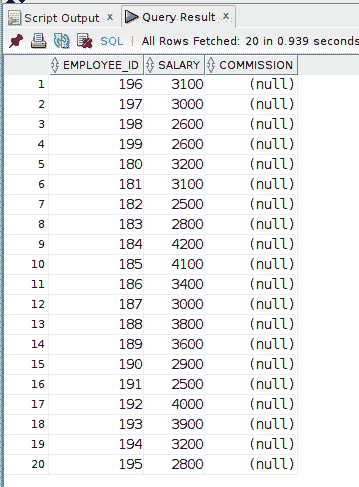 Script Output x Query Result x
SQL | All Rows Fetched: 20 in 0.939 seconds
EMPLOYEE_ID SALARY COMMISSION
1 196 3100 (null)
2 197 3000 (null)
3 198 2600 (null)
4 199 2600 (null)
5 180 3200 (null)
6 181 3100 (null)
7 182 2500 (null)
8 183 2800 (null)
9 184 4200 (null)
10 185 4100 (null)
11 186 3400 (null)
12 187 3000 (null)
13 188 3800 (null)
14 189 3600 (null)
15 190 2900 (null)
16 191 2500 (null)
17 192 4000 (null)
18 193 3900 (null)
19 194 3200 (null)
20 195 2800 (null)